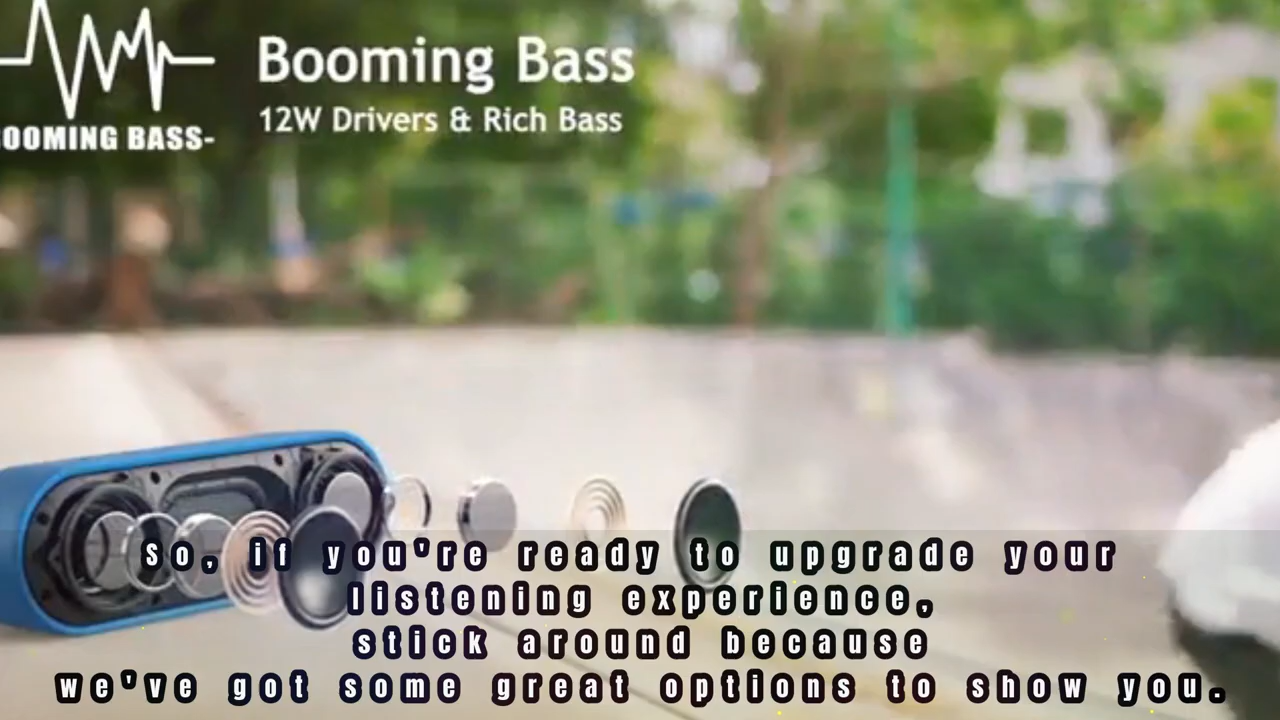 Booming Bass
12W Drivers & Rich Bass
BOOMING BASS-
So, if you're ready to upgrade your
listening experience,
stick around because
we've got some great options to show you.